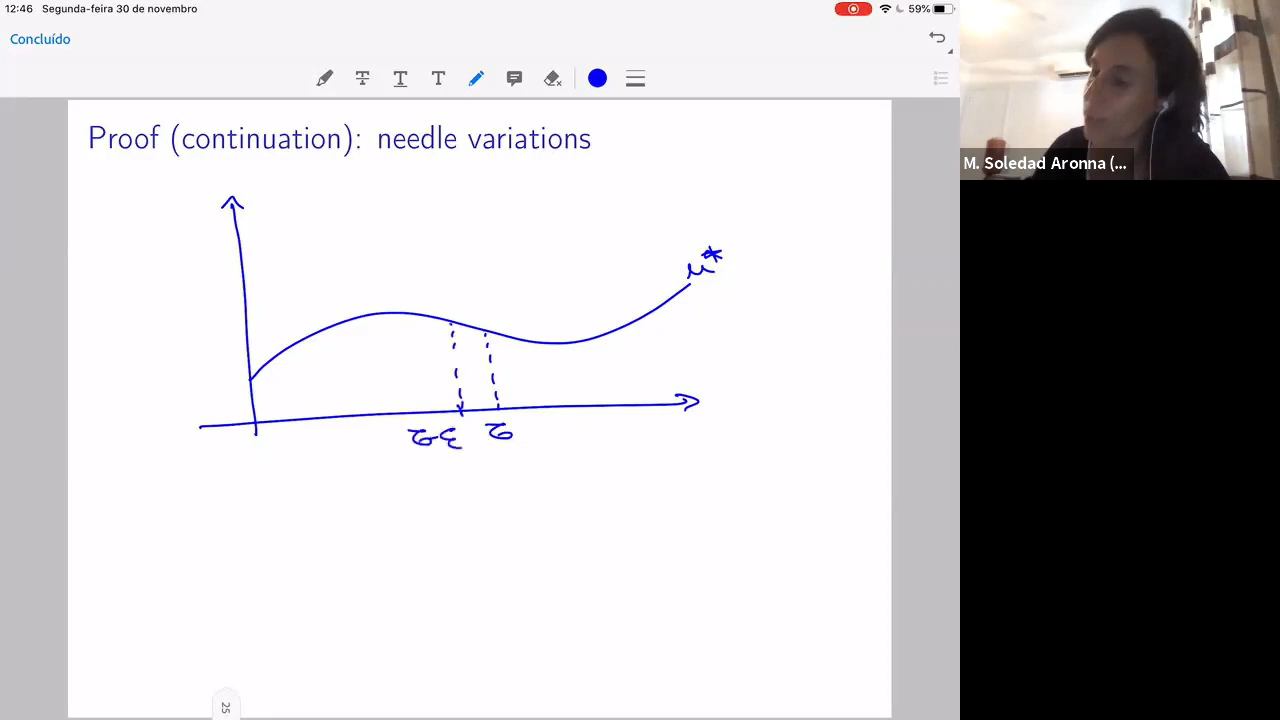 12:46 Segunda-feira 30 de novembro 59%
Concluído
T T T
Proof (continuation): needle variations
u*
τ-ε τ
25
M. Soledad Aronna (...